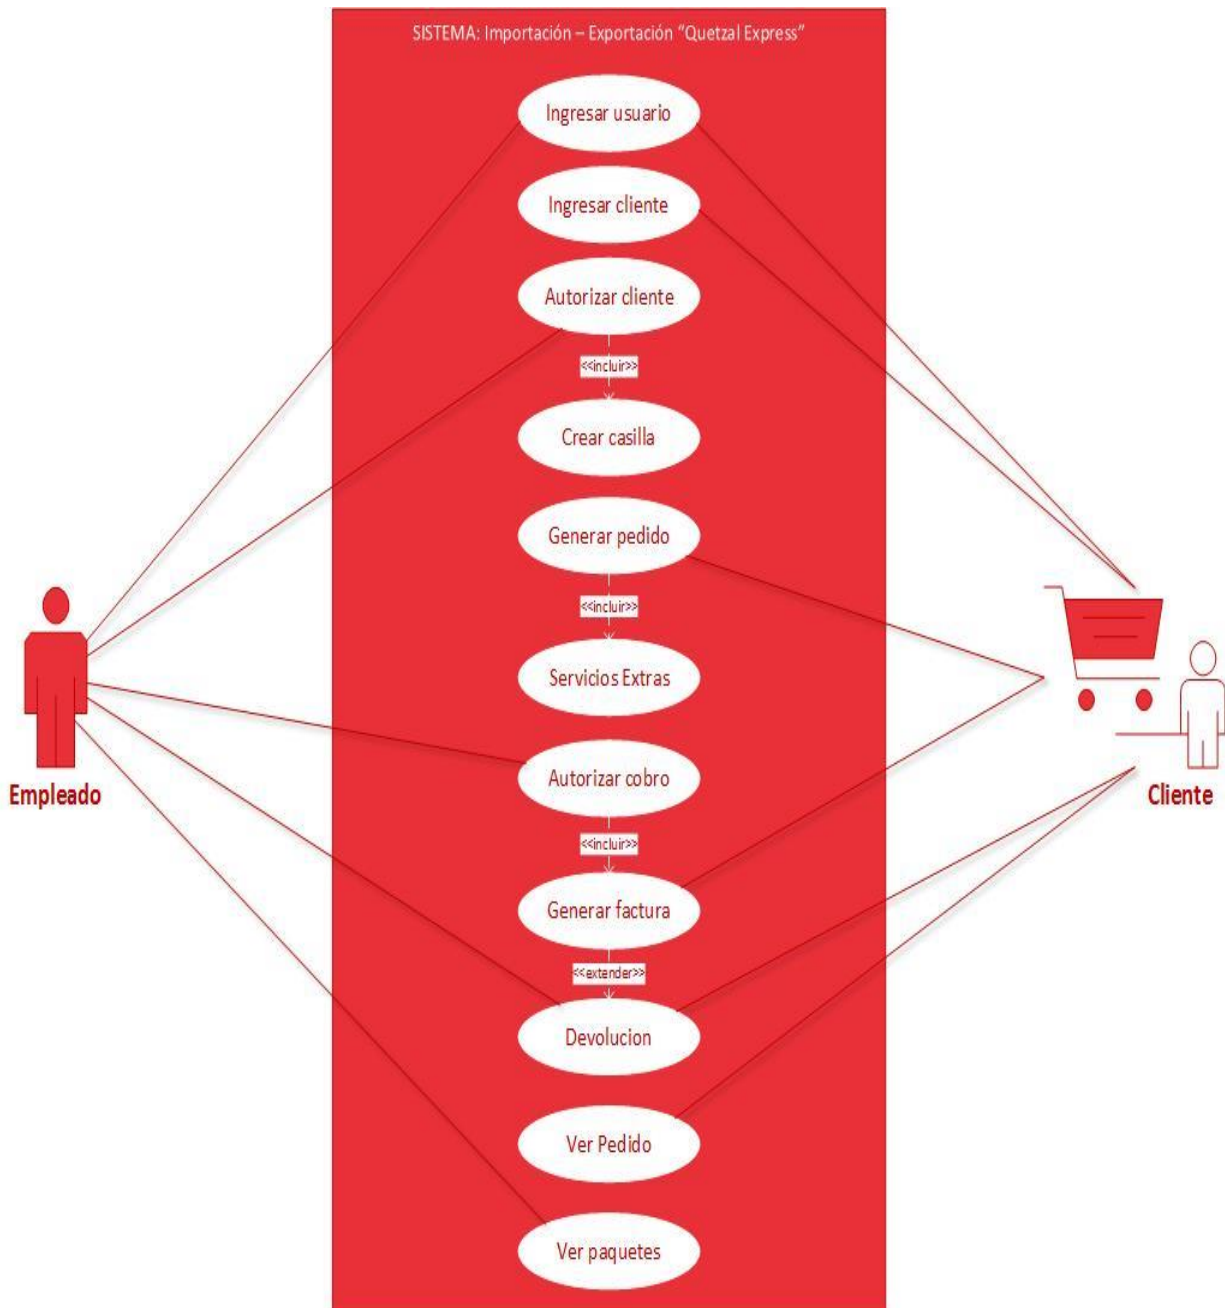 SISTEMA: Importación – Exportación “Quetzal Express”
Ingresar usuario
Ingresar cliente
Autorizar cliente
<<incluir>>
Crear casilla
Generar pedido
<<incluir>>
Servicios Extras
Autorizar cobro
Empleado
Cliente
<<incluir>>
Generar factura
<<extender>>
Devolucion
Ver Pedido
Ver paquetes